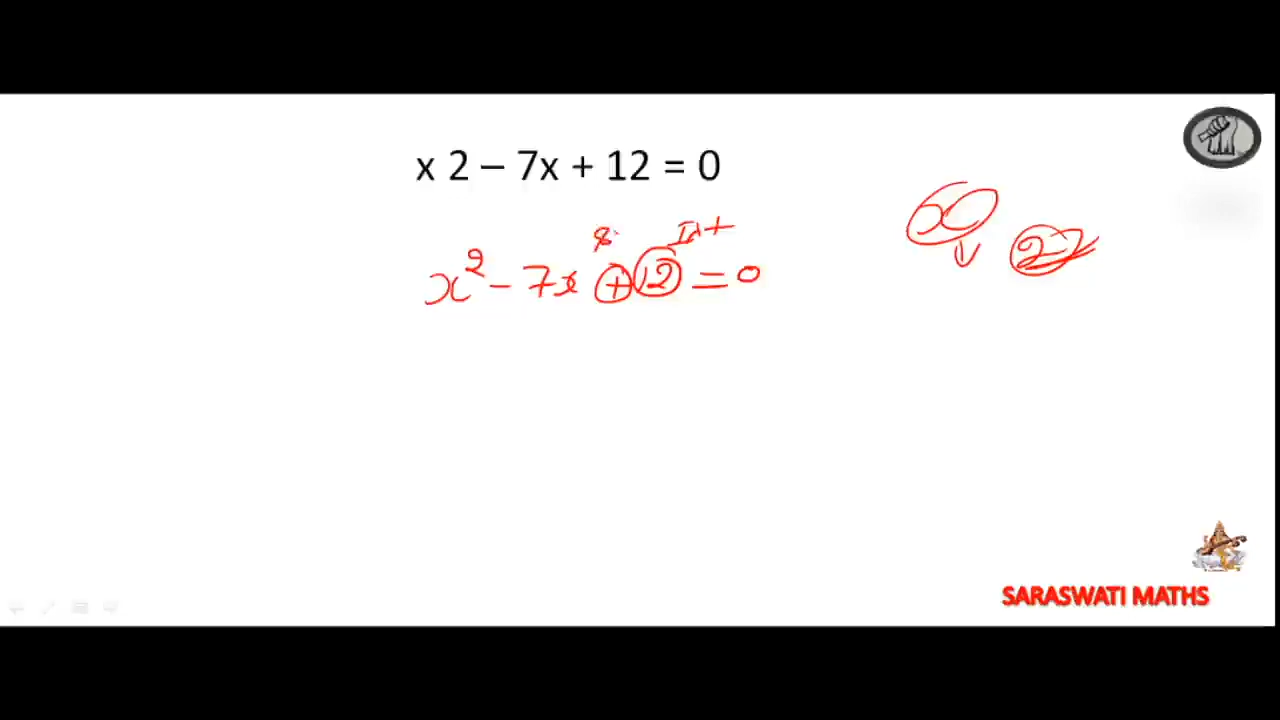 x 2 – 7x + 12 = 0
x² - 7x + 12 = 0
SARASWATI MATHS